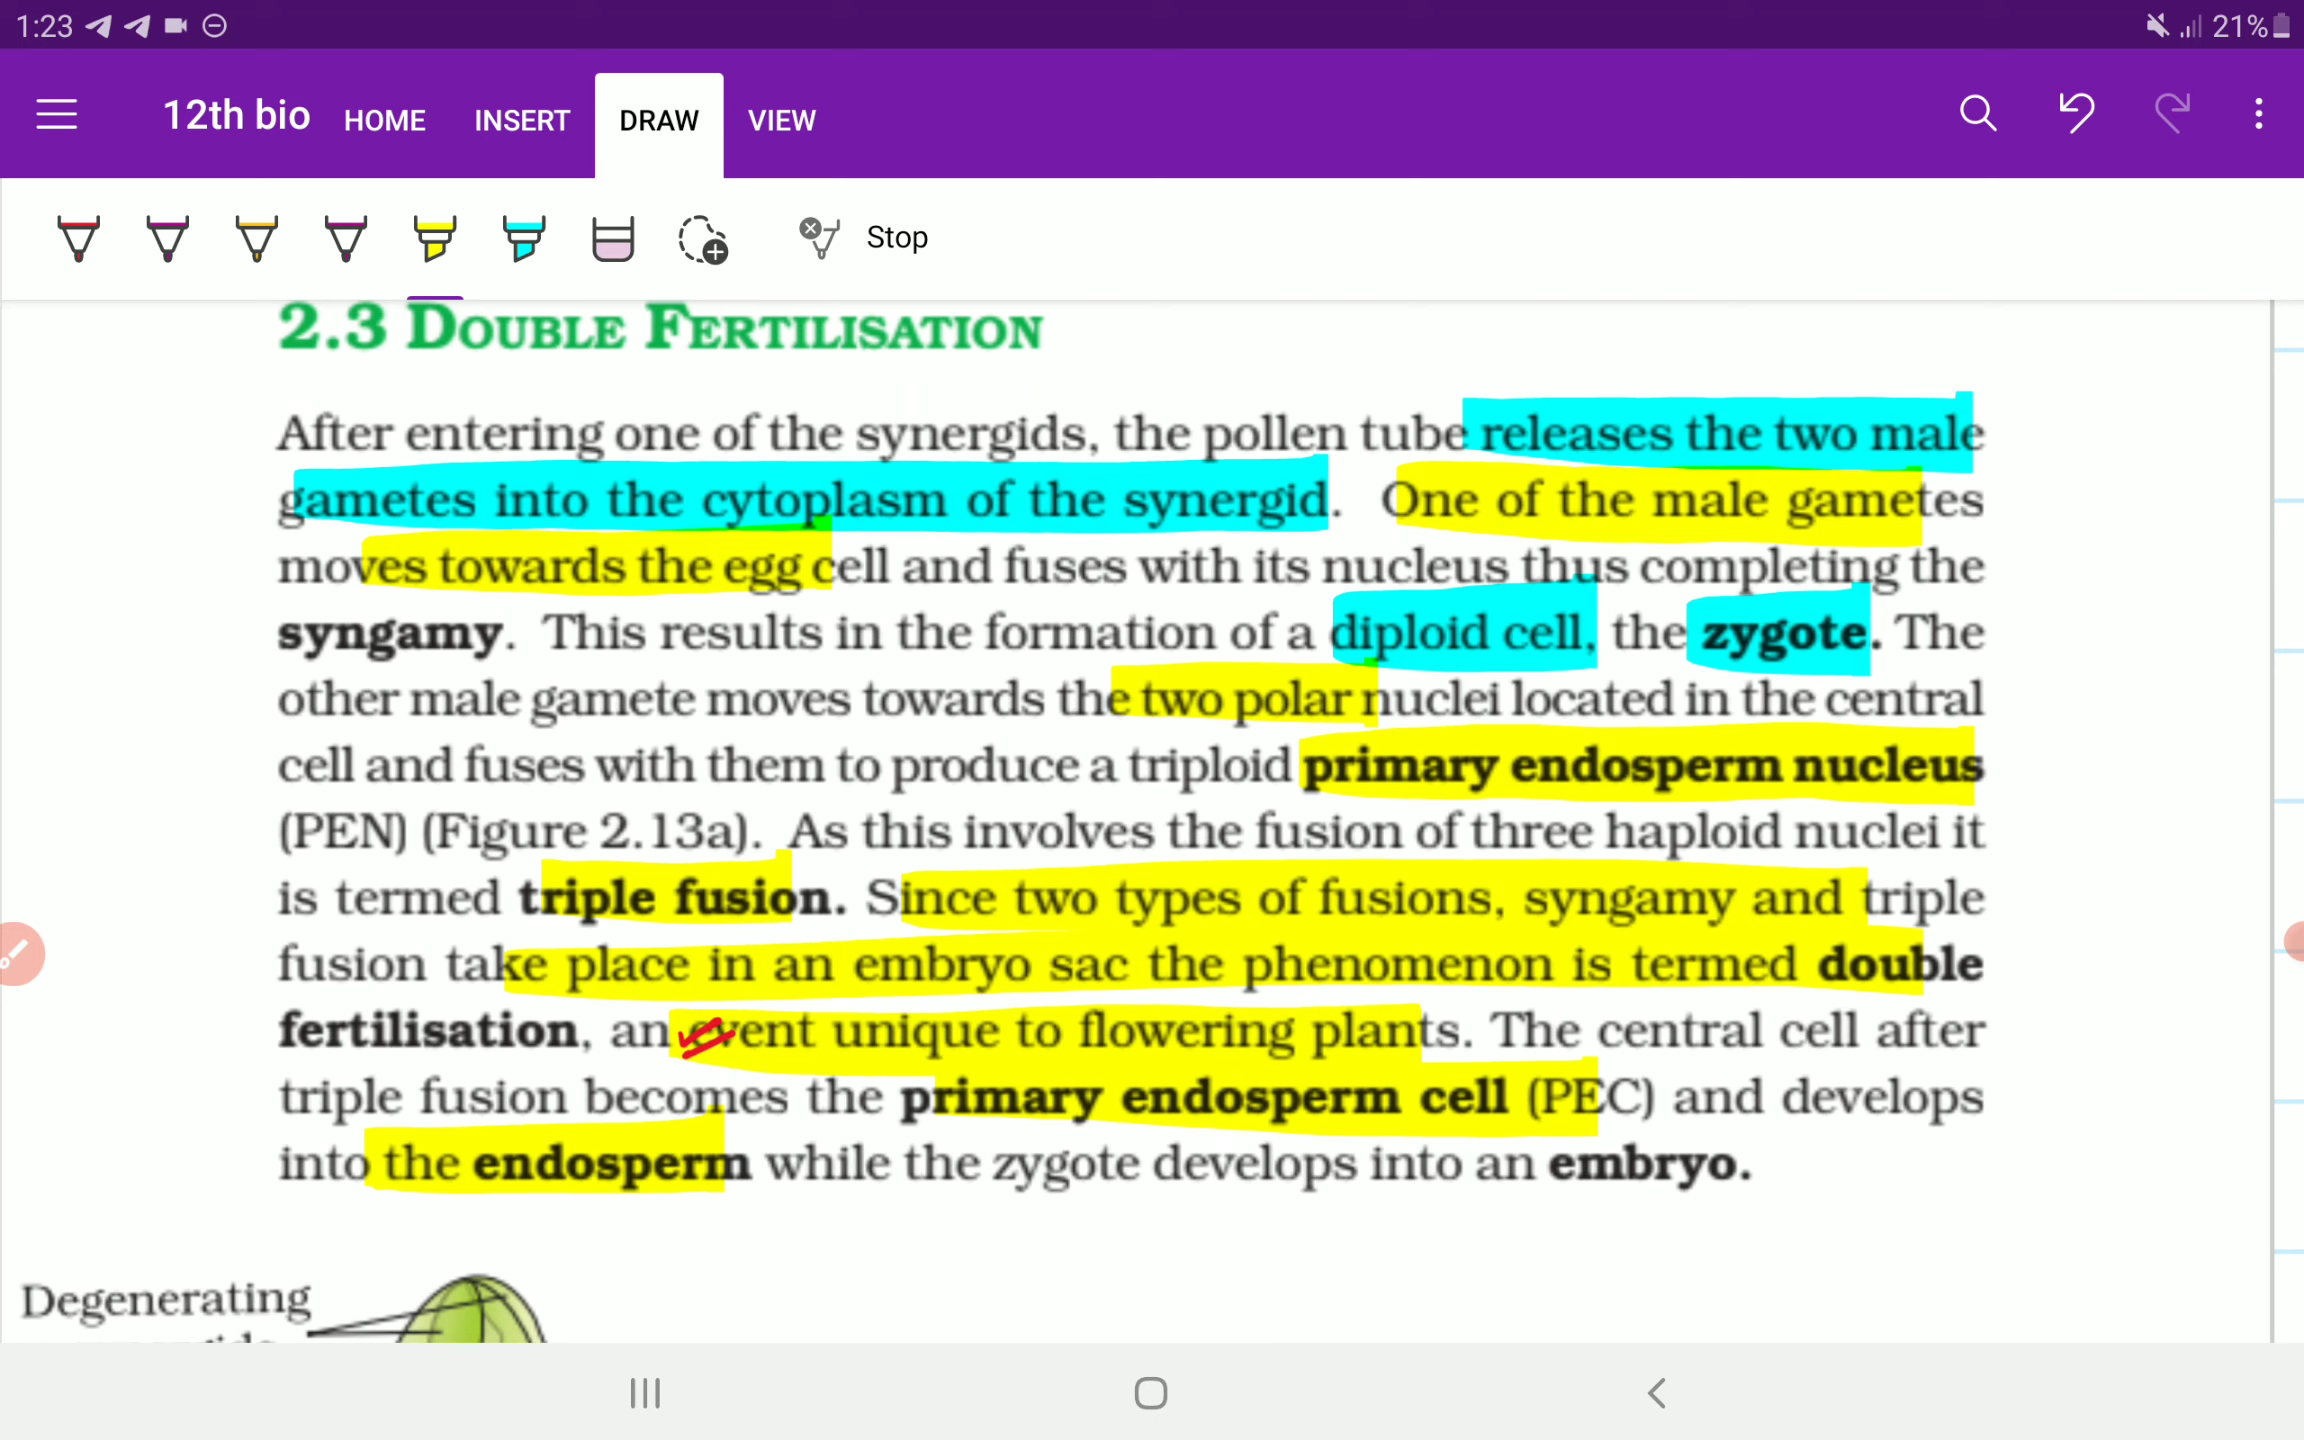 1:23
21%
12th bio HOME INSERT DRAW VIEW
Stop
2.3 DOUBLE FERTILISATION
After entering one of the synergids, the pollen tube releases the two male
gametes into the cytoplasm of the synergid. One of the male gametes
moves towards the egg cell and fuses with its nucleus thus completing the
syngamy. This results in the formation of a diploid cell, the zygote. The
other male gamete moves towards the two polar nuclei located in the central
cell and fuses with them to produce a triploid primary endosperm nucleus
(PEN) (Figure 2.13a). As this involves the fusion of three haploid nuclei it
is termed triple fusion. Since two types of fusions, syngamy and triple
fusion take place in an embryo sac the phenomenon is termed double
fertilisation, an event unique to flowering plants. The central cell after
triple fusion becomes the primary endosperm cell (PEC) and develops
into the endosperm while the zygote develops into an embryo.
Degenerating